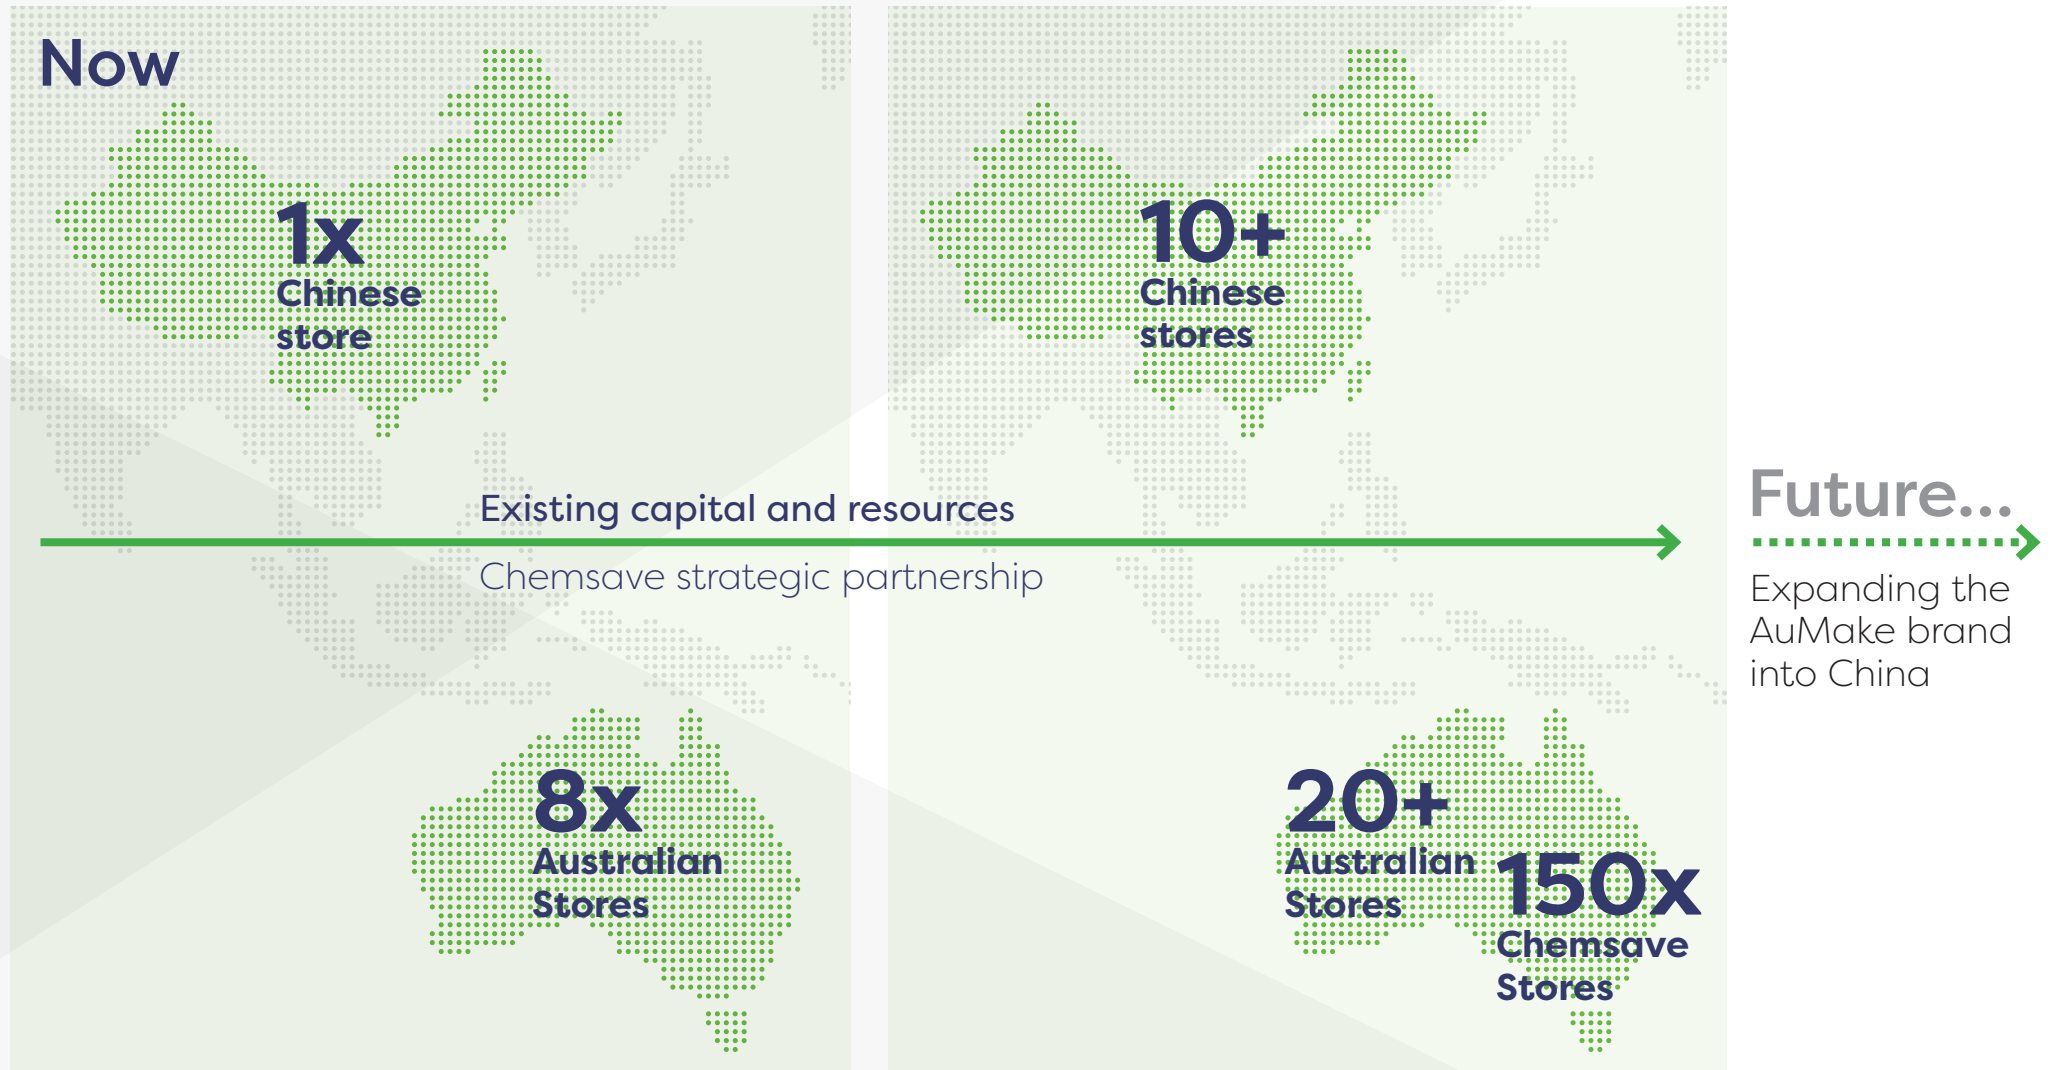 Now
1x
Chinese
store
10+
Chinese
stores
Existing capital and resources
Chemsave strategic partnership
Future...
Expanding the
AuMake brand
into China
8x
Australian
Stores
20+
Australian
Stores
150x
Chemsave
Stores